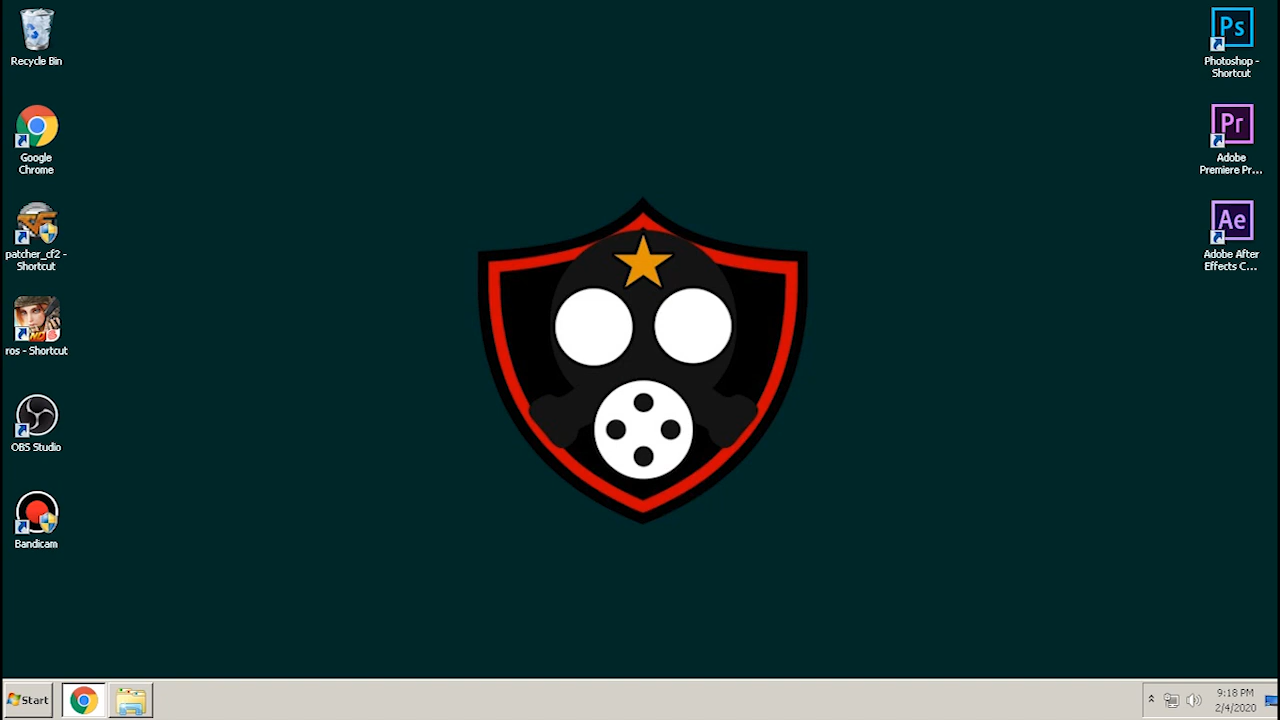 Recycle Bin
Google
Chrome
patcher_cf2 -
Shortcut
ros - Shortcut
OBS Studio
Bandicam
Ps
Photoshop -
Shortcut
Pr
Adobe
Premiere Pr...
Ae
Adobe After
Effects C...
Start
9:18 PM
2/4/2020